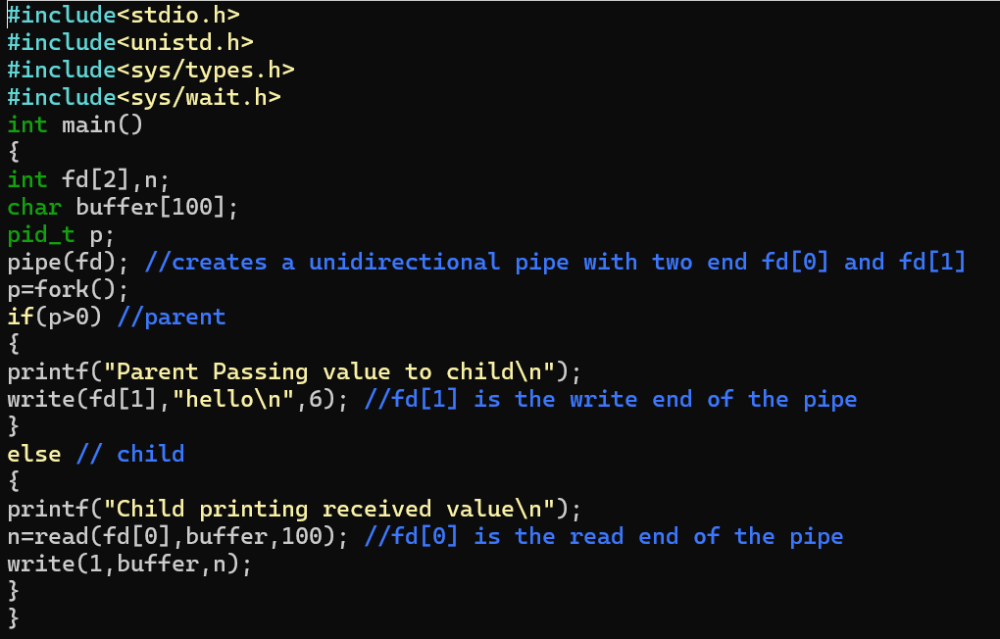 #include<stdio.h>
#include<unistd.h>
#include<sys/types.h>
#include<sys/wait.h>
int main()
{
int fd[2],n;
char buffer[100];
pid_t p;
pipe(fd); //creates a unidirectional pipe with two end fd[0] and fd[1]
p=fork();
if(p>0) //parent
{
printf("Parent Passing value to child\n");
write(fd[1],"hello\n",6); //fd[1] is the write end of the pipe
}
else // child
{
printf("Child printing received value\n");
n=read(fd[0],buffer,100); //fd[0] is the read end of the pipe
write(1,buffer,n);
}
}